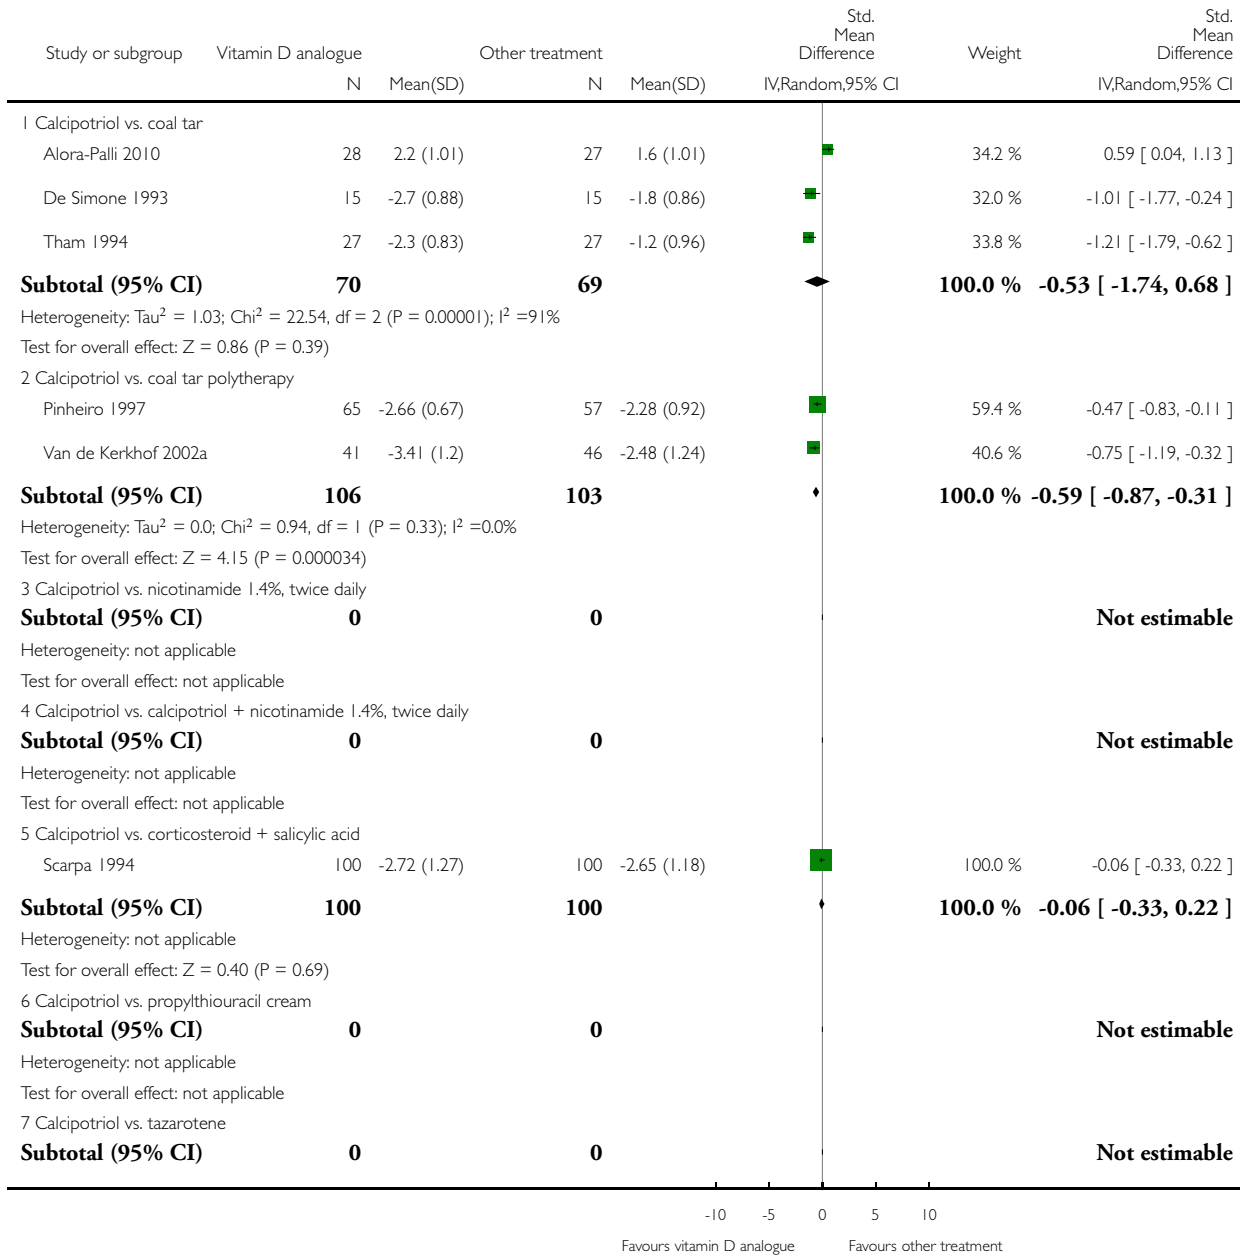 Std.
Mean
Difference
Std.
Mean
Difference
Study or subgroup Vitamin D analogue Other treatment Weight
N Mean(SD) N Mean(SD) IV,Random,95% CI IV,Random,95% CI
1 Calcipotriol vs. coal tar
Alora-Palli 2010 28 2.2 (1.01) 27 1.6 (1.01) 34.2 % 0.59 [ 0.04, 1.13 ]
De Simone 1993 15 -2.7 (0.88) 15 -1.8 (0.86) 32.0 % -1.01 [ -1.77, -0.24 ]
Tham 1994 27 -2.3 (0.83) 27 -1.2 (0.96) 33.8 % -1.21 [ -1.79, -0.62 ]
Subtotal (95% CI) 70 69 100.0 % -0.53 [ -1.74, 0.68 ]
Heterogeneity: Tau² = 1.03; Chi² = 22.54, df = 2 (P = 0.00001); I² =91%
Test for overall effect: Z = 0.86 (P = 0.39)
2 Calcipotriol vs. coal tar polytherapy
Pinheiro 1997 65 -2.66 (0.67) 57 -2.28 (0.92) 59.4 % -0.47 [ -0.83, -0.11 ]
Van de Kerkhof 2002a 41 -3.41 (1.2) 46 -2.48 (1.24) 40.6 % -0.75 [ -1.19, -0.32 ]
Subtotal (95% CI) 106 103 100.0 % -0.59 [ -0.87, -0.31 ]
Heterogeneity: Tau² = 0.0; Chi² = 0.94, df = 1 (P = 0.33); I² =0.0%
Test for overall effect: Z = 4.15 (P = 0.000034)
3 Calcipotriol vs. nicotinamide 1.4%, twice daily
Subtotal (95% CI) 0 0 Not estimable
Heterogeneity: not applicable
Test for overall effect: not applicable
4 Calcipotriol vs. calcipotriol + nicotinamide 1.4%, twice daily
Subtotal (95% CI) 0 0 Not estimable
Heterogeneity: not applicable
Test for overall effect: not applicable
5 Calcipotriol vs. corticosteroid + salicylic acid
Scarpa 1994 100 -2.72 (1.27) 100 -2.65 (1.18) 100.0 % -0.06 [ -0.33, 0.22 ]
Subtotal (95% CI) 100 100 100.0 % -0.06 [ -0.33, 0.22 ]
Heterogeneity: not applicable
Test for overall effect: Z = 0.40 (P = 0.69)
6 Calcipotriol vs. propylthiouracil cream
Subtotal (95% CI) 0 0 Not estimable
Heterogeneity: not applicable
Test for overall effect: not applicable
7 Calcipotriol vs. tazarotene
Subtotal (95% CI) 0 0 Not estimable
-10 -5 0 5 10
Favours vitamin D analogue Favours other treatment